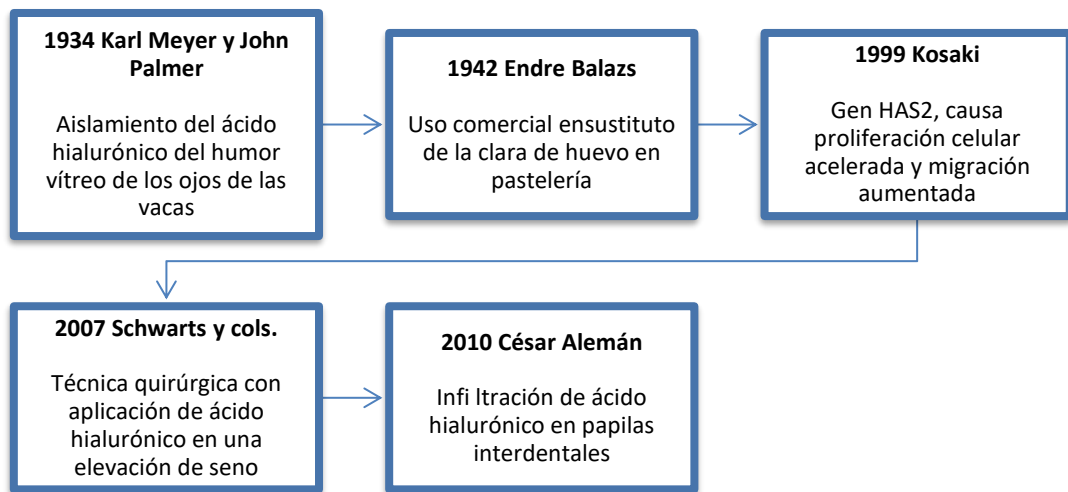 1934 Karl Meyer y John
Palmer
Aislamiento del ácido
hialurónico del humor
vítreo de los ojos de las
vacas
1942 Endre Balazs
Uso comercial ensustituto
de la clara de huevo en
pastelería
1999 Kosaki
Gen HAS2, causa
proliferación celular
acelerada y migración
aumentada
2007 Schwarts y cols.
Técnica quirúrgica con
aplicación de ácido
hialurónico en una
elevación de seno
2010 César Alemán
Infi ltración de ácido
hialurónico en papilas
interdentales